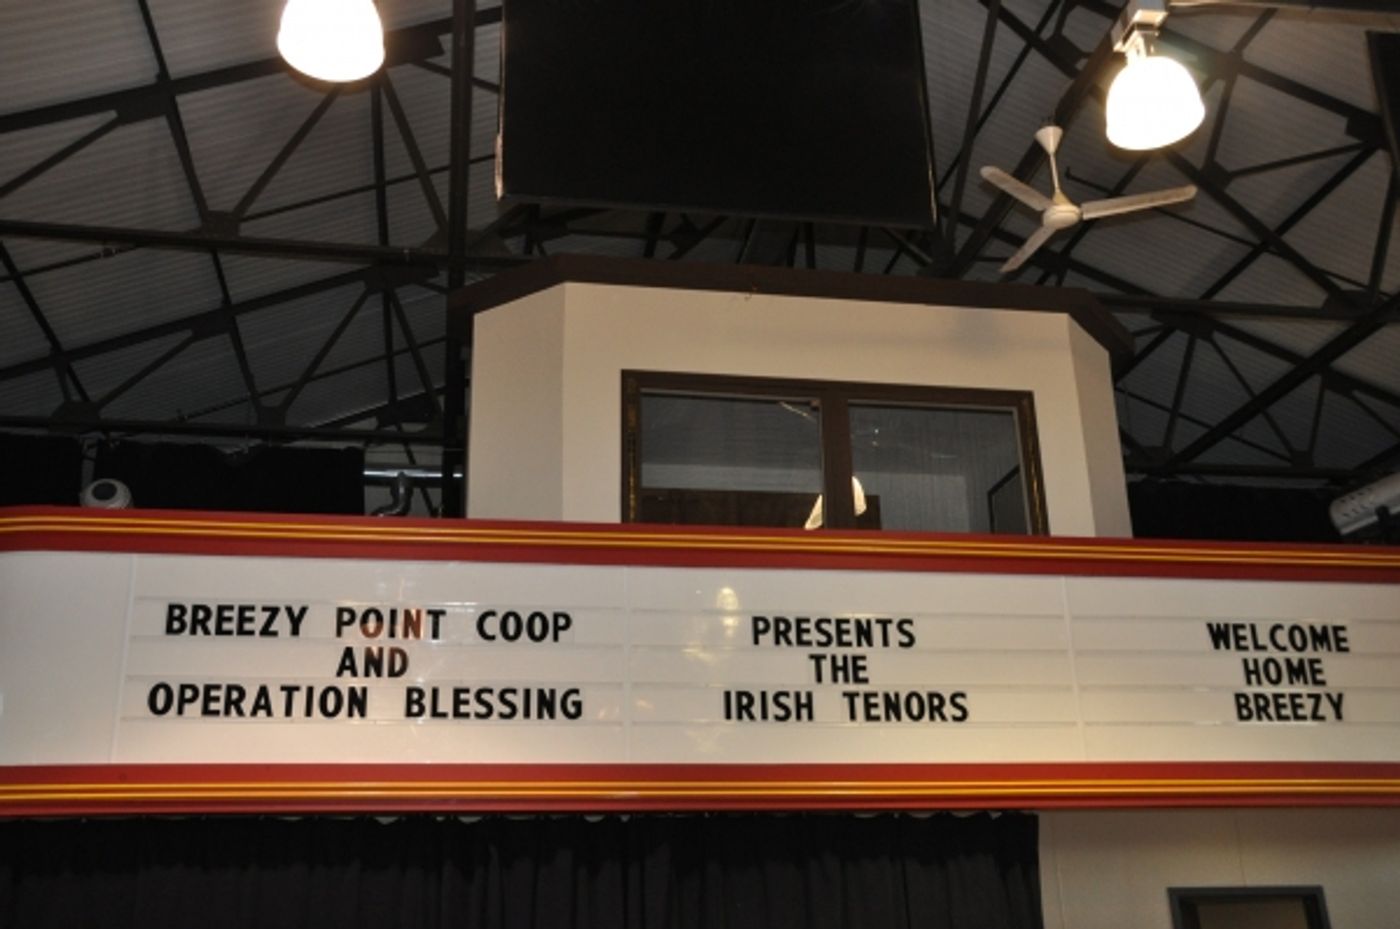 BREEZY POINT COOP
AND
OPERATION BLESSING
PRESENTS
THE
IRISH TENORS
WELCOME
HOME
BREEZY